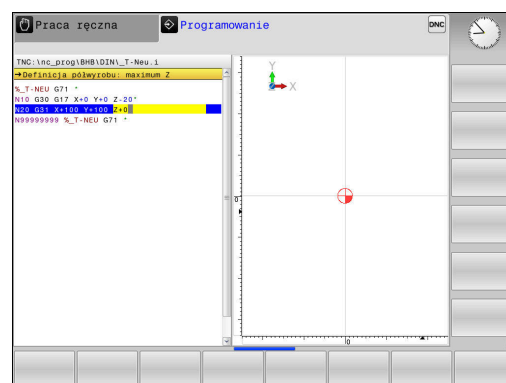 Praca ręczna
Programowanie
DNC
TNC:\nc_prog\BHB\DIN\_T-Neu.i
→Definicja półwyrobu: maximum Z
%_T-NEU G71 *
N10 G30 G17 X+0 Y+0 Z-20*
N20 G31 X+100 Y+100 Z+0
N99999999 %_T-NEU G71 *
Y
X
0
0